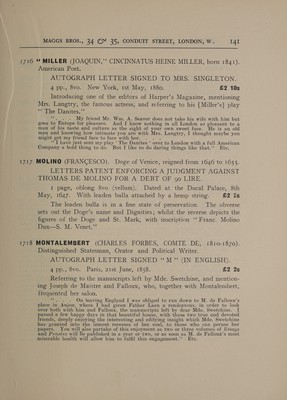 MAGGS BROS., 34 & 35, CONDUIT STREET, LONDON, W. 141
1716 "MILLER (JOAQUIN," CINCINNATUS HEINE MILLER, born 1841).
American Poet.
AUTOGRAPH LETTER SIGNED TO MRS. SINGLETON.
4 pp., 8vo. New York, 1st May, 1880. £2 10s
Introducing one of the editors of Harper's Magazine, mentioning
Mrs. Langtry, the famous actress, and referring to his [Miller's] play
"The Danites."
" . . . My friend Mr. Wm. A. Seaver does not take his wife with him but
goes to Europe for pleasure. And I know nothing in all London so pleasant to a
man of his taste and culture as the sight of your own sweet face. He is an old
man and knowing how intimate you are with Mrs. Langtry, I thought maybe you
might get my friend face to face with her. . . .
"I have just sent my play 'The Danites' over to London with a full American
Company a bold thing to do. But I like to do daring things like that." Etc.
1717 MOLINO (FRANÇESCO). Doge of Venice, reigned from 1646 to 1655.
LETTERS PATENT ENFORCING A JUDGMENT AGAINST
THOMAS DE MOLINO FOR A DEBT OF 90 LIRE.
1 page, oblong 8vo (vellum). Dated at the Ducal Palace, 8th
May, 1647. With leaden bulla attached by a hemp string. £2 5s
The leaden bulla is in a fine state of preservation. The obverse
sets out the Doge's name and Dignities; whilst the reverse depicts the
figures of the Doge and St. Mark, with inscription "Franc. Molino
Dux—S. M. Venet."
1718 MONTALEMBERT (CHARLES FORBES, COMTE DE, 1810-1870).
Distinguished Statesman, Orator and Political Writer.
AUTOGRAPH LETTER SIGNED "M" (IN ENGLISH).
4 pp., 8vo. Paris, 21st June, 1858. £2 2s
Referring to the manuscripts left by Mde. Swetchine, and mention-
ing Joseph de Maistre and Falloux, who, together with Montalembert,
frequented her salon.
" . . . On leaving England I was obliged to run down to M. de Falloux's
place in Anjou, where I had given Father Lacn a rendezvous, in order to look
over both with him and Falloux, the manuscripts left by dear Mde. Swetchine. I
passed a few happy days in that beautiful house, with those two true and devoted
friends, deeply enjoying the interesting and edifying insight which Mde. Swetchine
has granted into the inmost recesses of her soul, to those who can peruse her
papers. You will also partake of this enjoyment as two or three volumes of
and Pensées will be published in a year or two, or as soon as M. de Falloux's most
miserable health will allow him to fulfil this engagement." Etc.